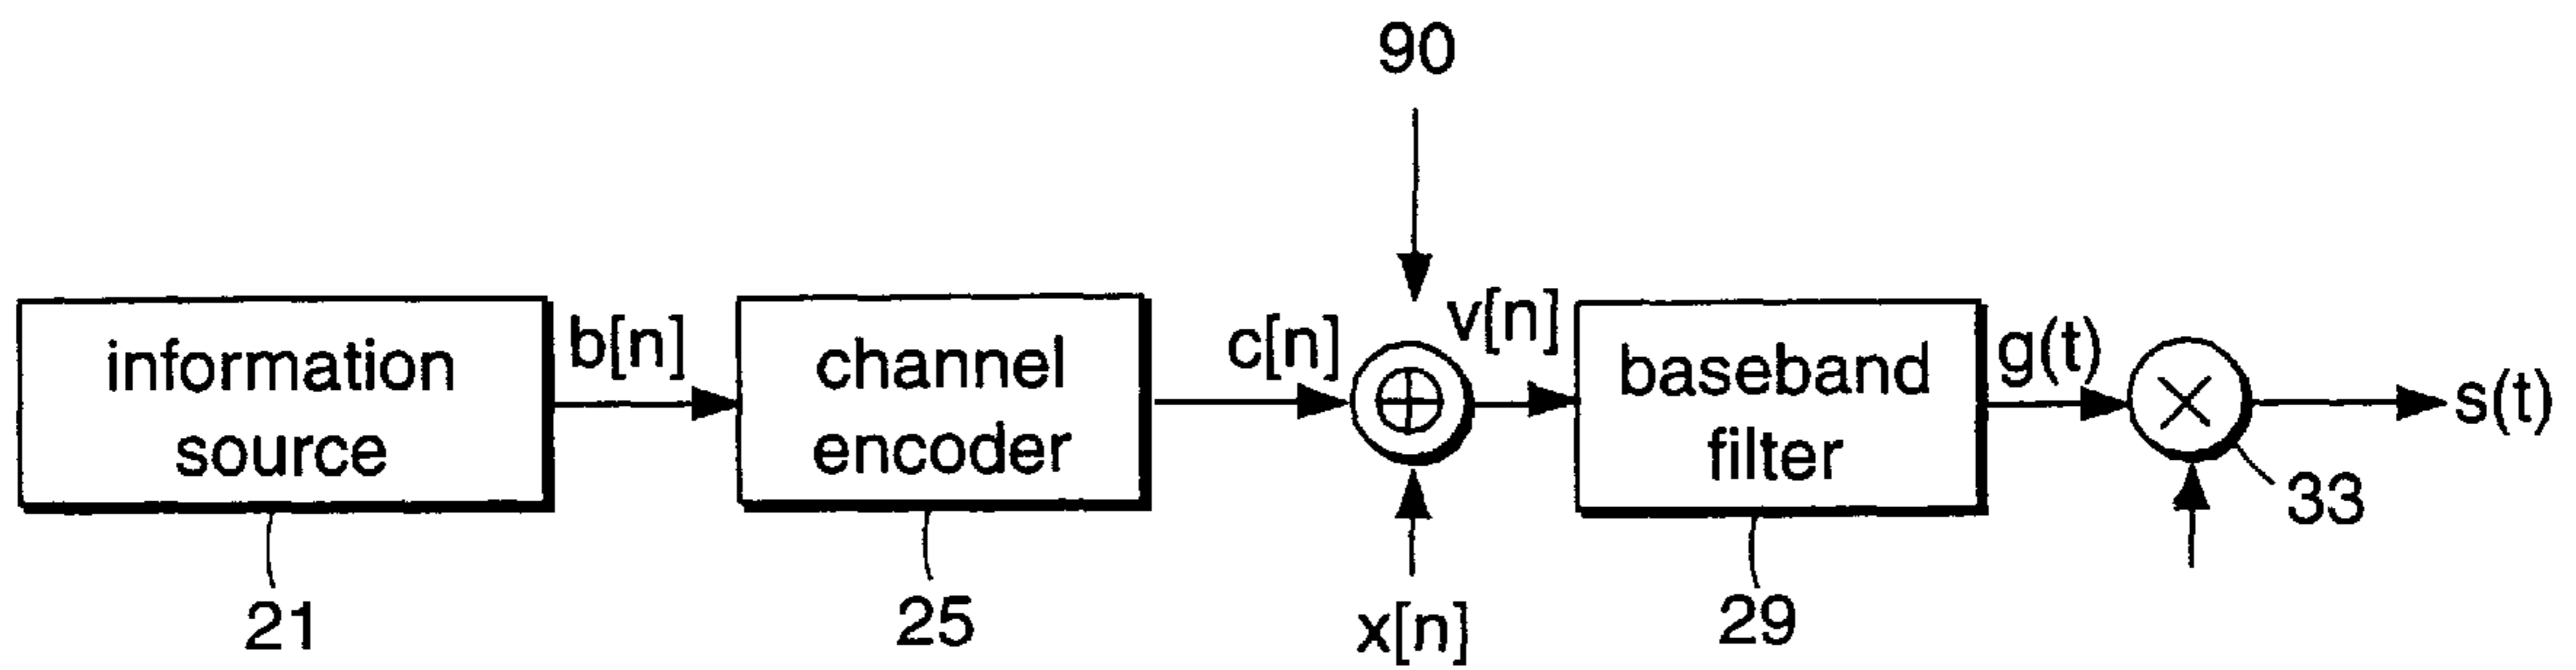 90
information
source
b[n]
channel
encoder
c[n]
v[n]
baseband
filter
g(t)
s(t)
33
21
25
x[n]
29